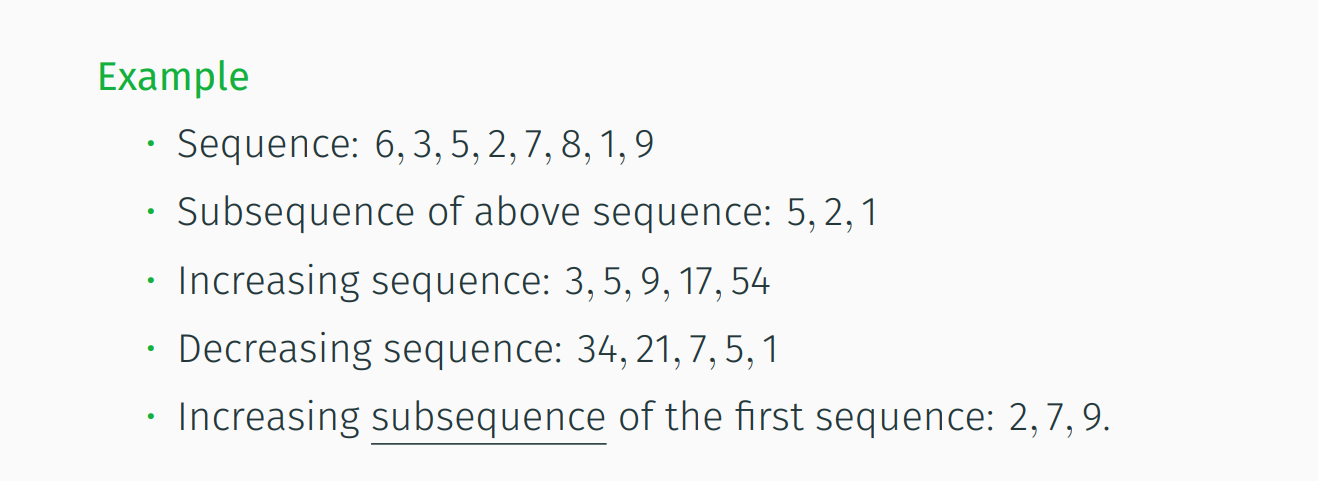 Example
• Sequence: 6, 3, 5, 2, 7, 8, 1, 9
• Subsequence of above sequence: 5, 2, 1
• Increasing sequence: 3, 5, 9, 17, 54
• Decreasing sequence: 34, 21, 7, 5, 1
• Increasing subsequence of the first sequence: 2, 7, 9.